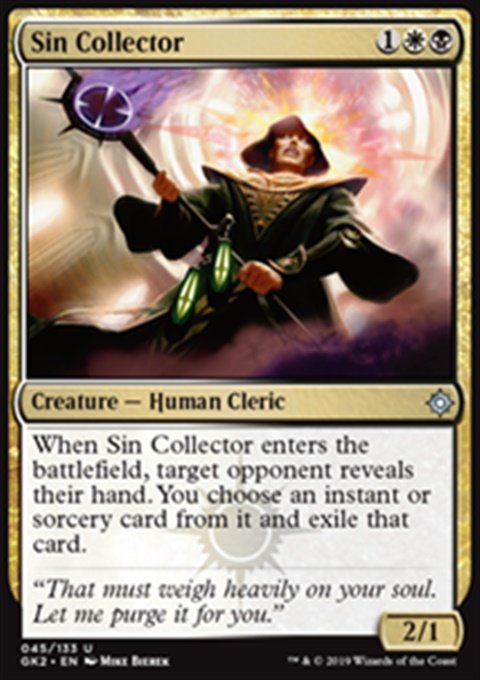 Sin Collector 1
Creature — Human Cleric
When Sin Collector enters the
battlefield, target opponent reveals
their hand. You choose an instant or
sorcery card from it and exile that
card.
“That must weigh heavily on your soul.
Let me purge it for you.”
2/1
045/133 U
GK2 • EN Mike Bierek ™ & © 2019 Wizards of the Coast